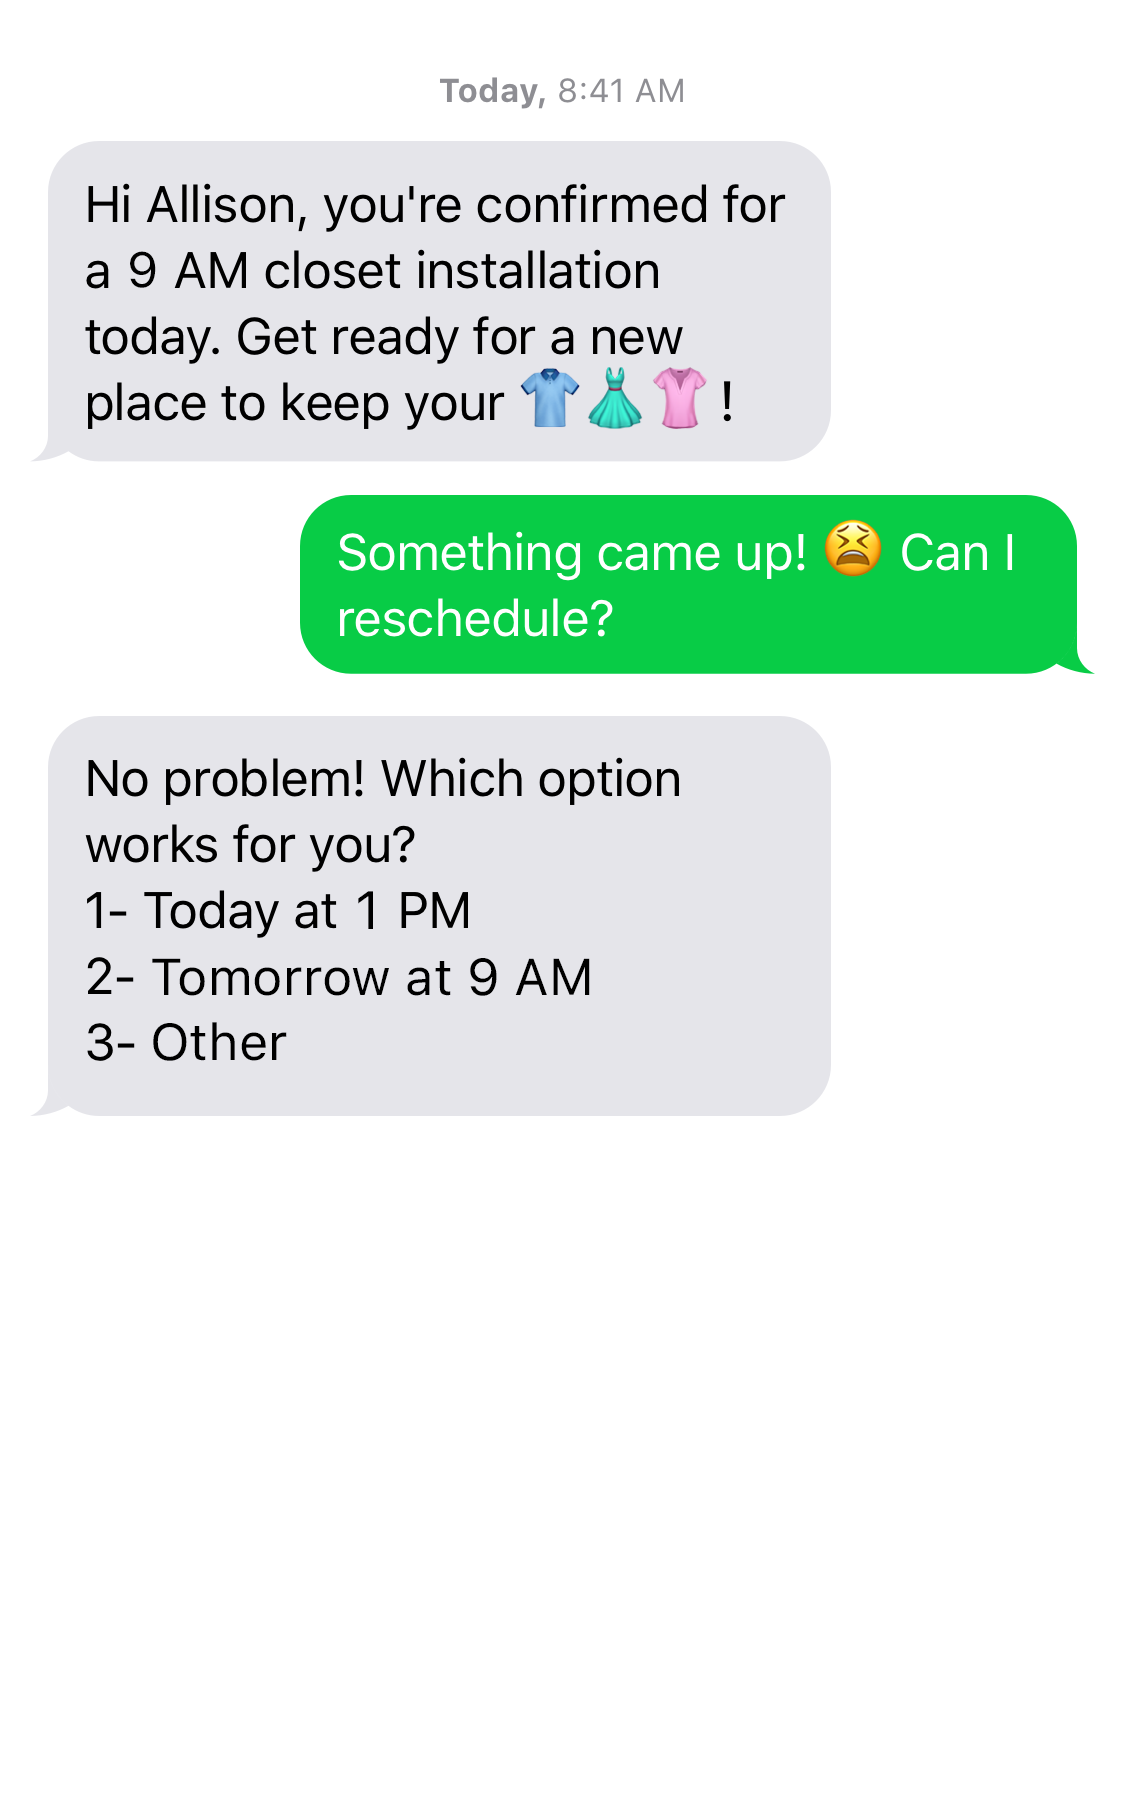 Today, 8:41 AM
Hi Allison, you're confirmed for
a 9 AM closet installation
today. Get ready for a new
place to keep your 👕👗👚 !
Something came up! 😫 Can I
reschedule?
No problem! Which option
works for you?
1- Today at 1 PM
2- Tomorrow at 9 AM
3- Other